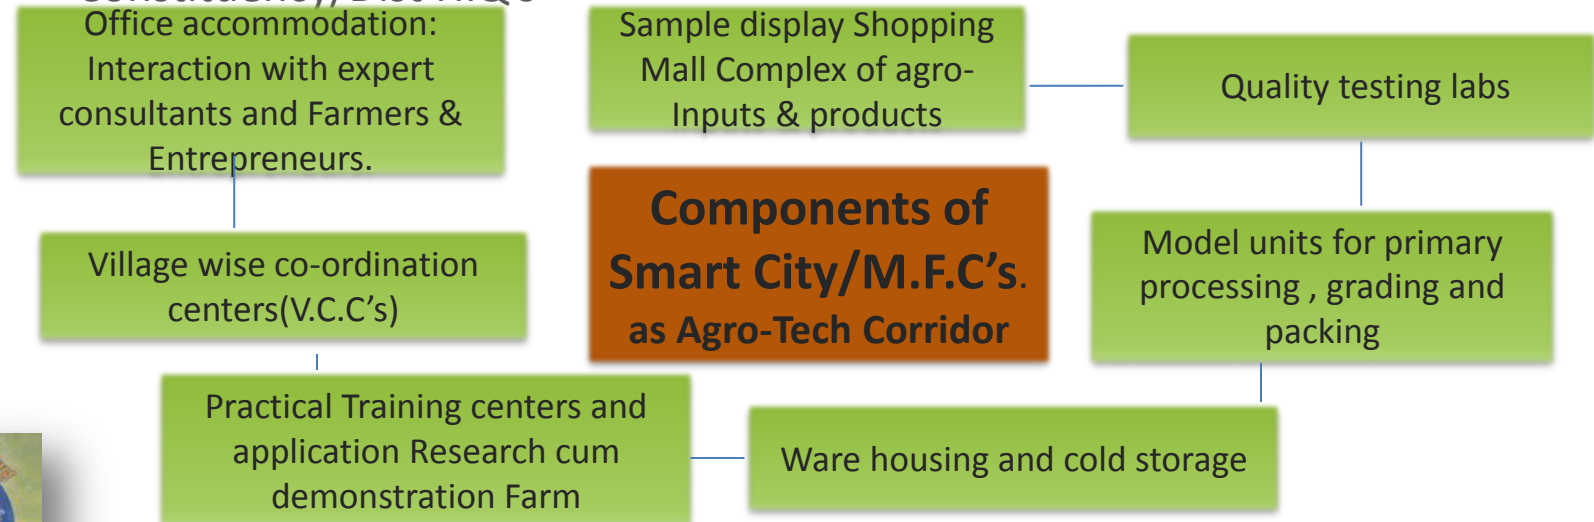 Office accommodation:
Interaction with expert
consultants and Farmers &
Entrepreneurs.
Sample display Shopping
Mall Complex of agro-
Inputs & products
Quality testing labs
Components of
Smart City/M.F.C’s.
as Agro-Tech Corridor
Village wise co-ordination
centers(V.C.C’s)
Model units for primary
processing , grading and
packing
Practical Training centers and
application Research cum
demonstration Farm
Ware housing and cold storage